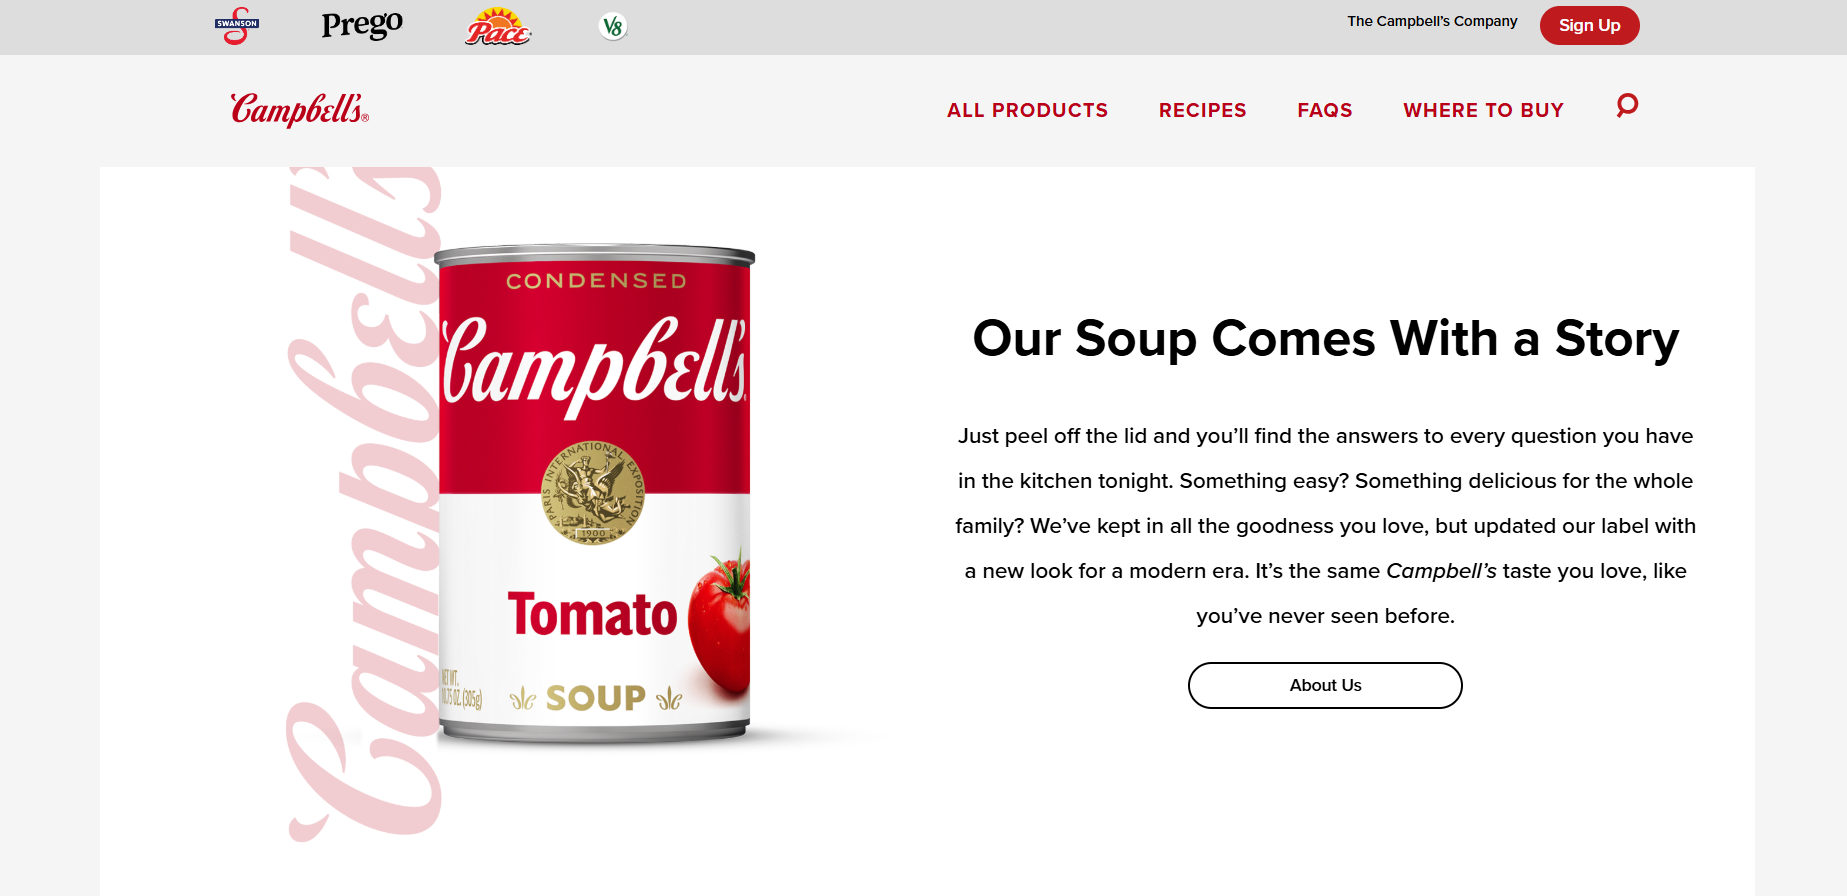 SWANSON
Prego
Pace
V8
The Campbell's Company
Sign Up
Campbell's®
ALL PRODUCTS
RECIPES
FAQS
WHERE TO BUY
Campbell's
CONDENSED
Campbell's
PARIS INTERNATIONAL EXPOSITION
1900
Tomato
NET WT.
10.75 OZ. (305g)
SOUP
Our Soup Comes With a Story
Just peel off the lid and you’ll find the answers to every question you have
in the kitchen tonight. Something easy? Something delicious for the whole
family? We’ve kept in all the goodness you love, but updated our label with
a new look for a modern era. It’s the same Campbell’s taste you love, like
you’ve never seen before.
About Us